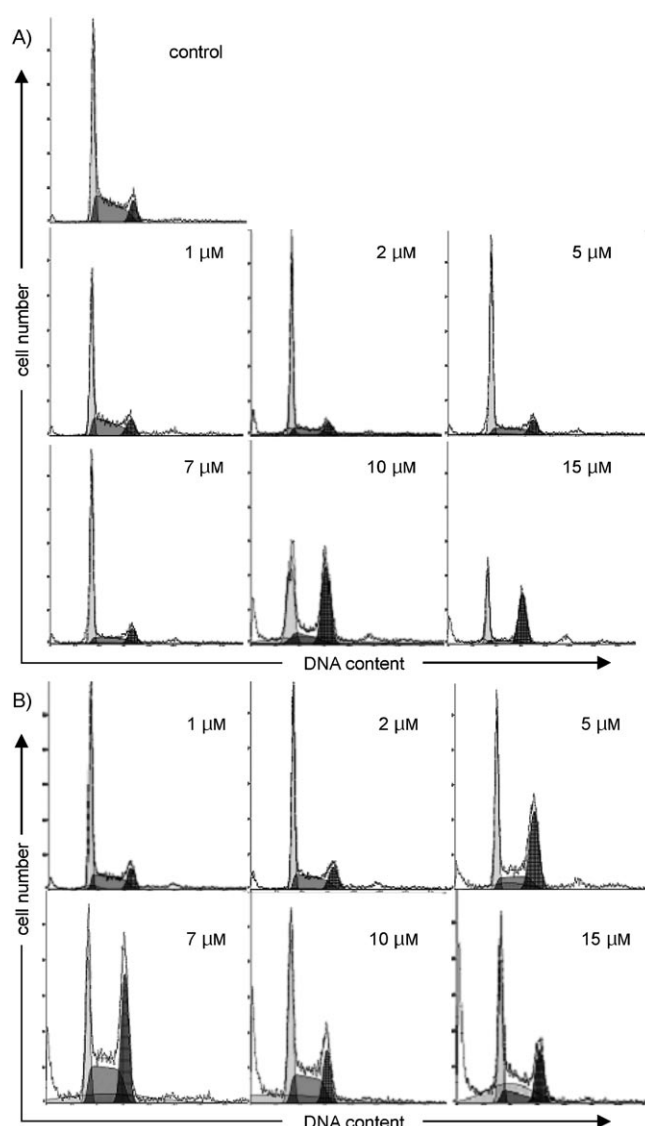 A)
control
1 μM
2 μM
5 μM
7 μM
10 μM
15 μM
cell number
DNA content
B)
1 μM
2 μM
5 μM
7 μM
10 μM
15 μM
cell number
DNA content